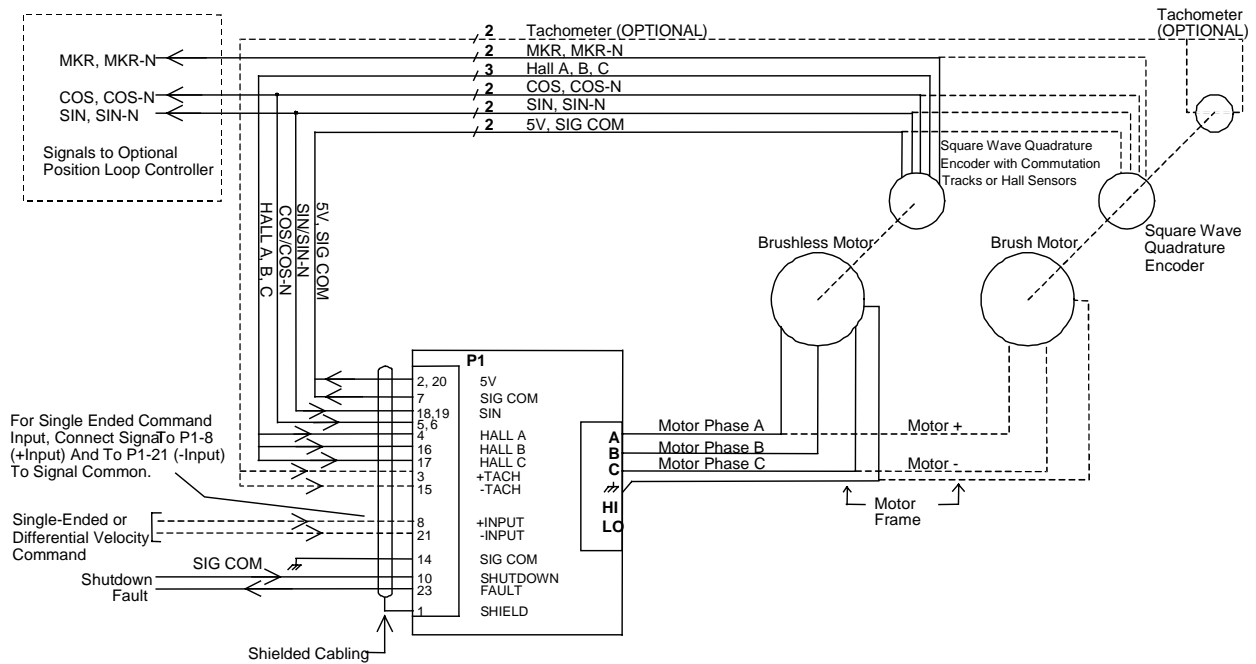 Tachometer
(OPTIONAL)
2 Tachometer (OPTIONAL)
2 MKR, MKR-N
3 Hall A, B, C
2 COS, COS-N
2 SIN, SIN-N
2 5V, SIG COM
MKR, MKR-N
COS, COS-N
SIN, SIN-N
Signals to Optional
Position Loop Controller
Square Wave Quadrature
Encoder with Commutation
Tracks or Hall Sensors
Square Wave
Quadrature
Encoder
Brushless Motor
Brush Motor
HALL A, B, C
COS/COS-N
SIN/SIN-N
5V, SIG COM
P1
2, 20 5V
7 SIG COM
18,19 SIN
5,6
4 HALL A
16 HALL B
17 HALL C
3 +TACH
15 -TACH
8 +INPUT
21 -INPUT
14 SIG COM
10 SHUTDOWN
23 FAULT
1 SHIELD
A
B
C
HI
LO
Motor Phase A
Motor Phase B
Motor Phase C
Motor +
Motor -
Motor
Frame
For Single Ended Command
Input, Connect Signal To P1-8
(+Input) And To P1-21 (-Input)
To Signal Common.
Single-Ended or
Differential Velocity
Command
SIG COM
Shutdown
Fault
Shielded Cabling